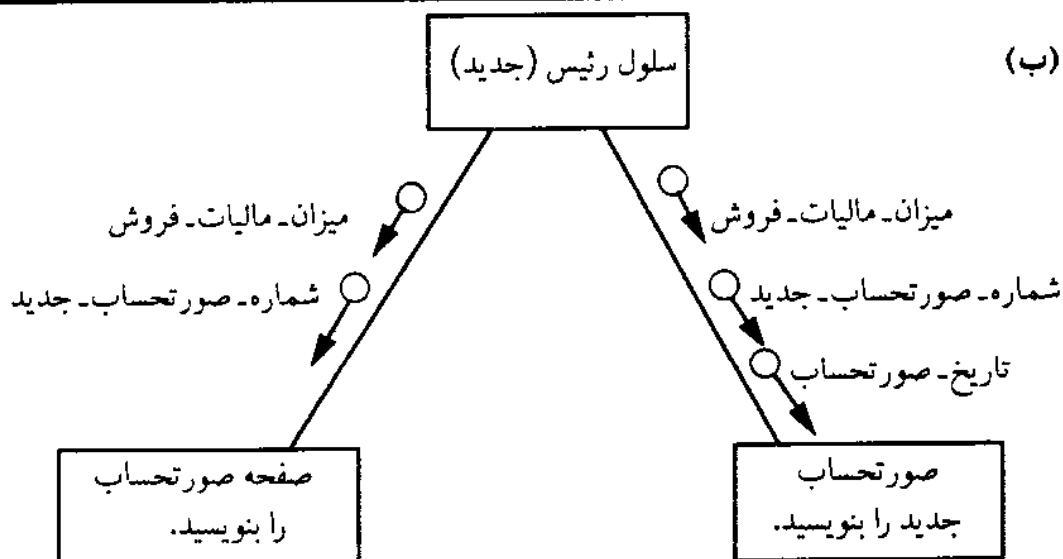 (ب)
سلول رئیس (جدید)
میزان-مالیات-فروش
شماره-صورتحساب-جدید
تاریخ-صورتحساب
میزان-مالیات-فروش
شماره-صورتحساب-جدید
صورتحساب
جدید را بنویسید.
صفحه صورتحساب
را بنویسید.